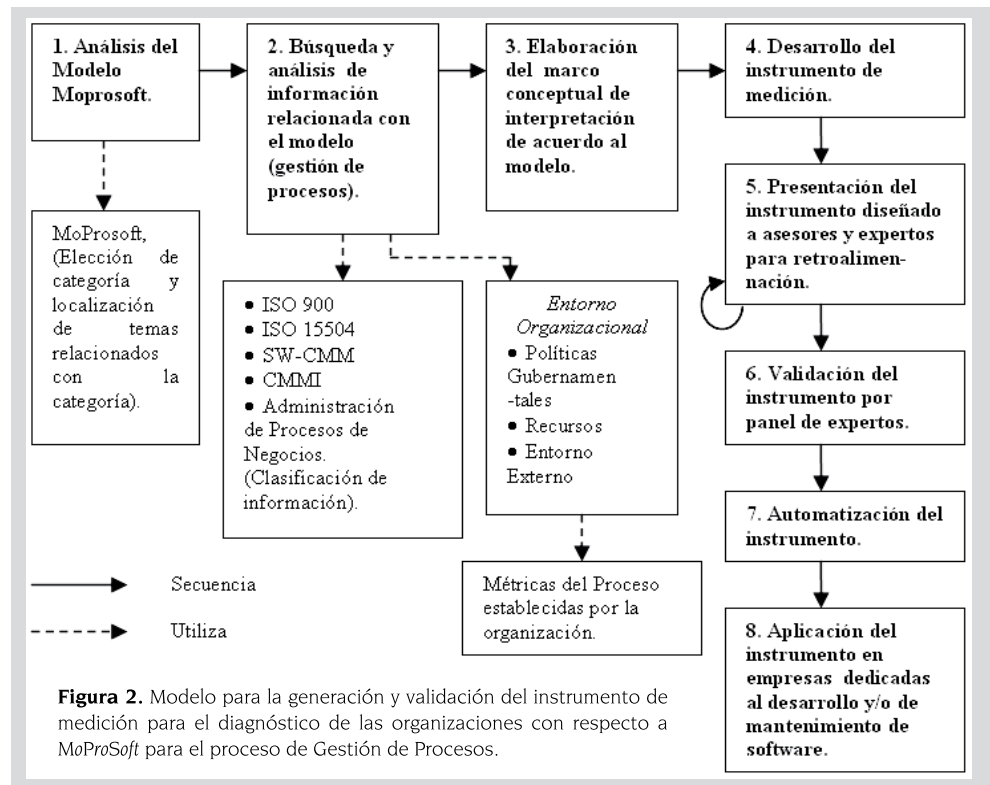 1. Análisis del
Modelo
Moprosoft.
2. Búsqueda y
análisis de
información
relacionada con
el modelo
(gestión de
procesos).
3. Elaboración
del marco
conceptual de
interpretación
de acuerdo al
modelo.
4. Desarrollo del
instrumento de
medición.
MoProsoft,
(Elección de
categoría y
localización
de temas
relacionados
con la
categoría).
• ISO 900
• ISO 15504
• SW-CMM
• CMMI
• Administración
de Procesos de
Negocios.
(Clasificación de
información).
Entorno
Organizacional
• Políticas
Gubernamen
-tales
• Recursos
• Entorno
Externo
Métricas del Proceso
establecidas por la
organización.
5. Presentación del
instrumento diseñado
a asesores y expertos
para retroalimen-
nación.
6. Validación del
instrumento por
panel de expertos.
7. Automatización del
instrumento.
8. Aplicación del
instrumento en
empresas dedicadas
al desarrollo y/o de
mantenimiento de
software.
Secuencia
Utiliza
Figura 2. Modelo para la generación y validación del instrumento de
medición para el diagnóstico de las organizaciones con respecto a
MoProSoft para el proceso de Gestión de Procesos.